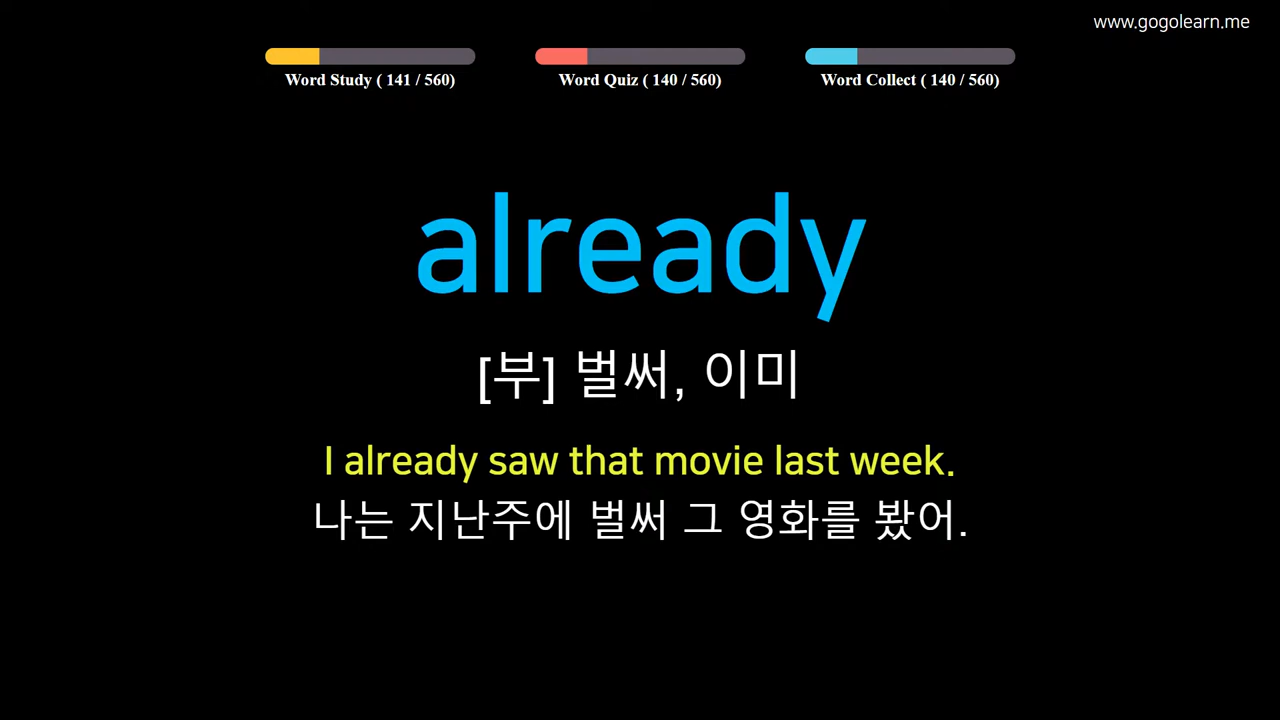 www.gogolearn.me
Word Study ( 141 / 560)
Word Quiz ( 140 / 560)
Word Collect ( 140 / 560)
already
[부] 벌써, 이미
I already saw that movie last week.
나는 지난주에 벌써 그 영화를 봤어.